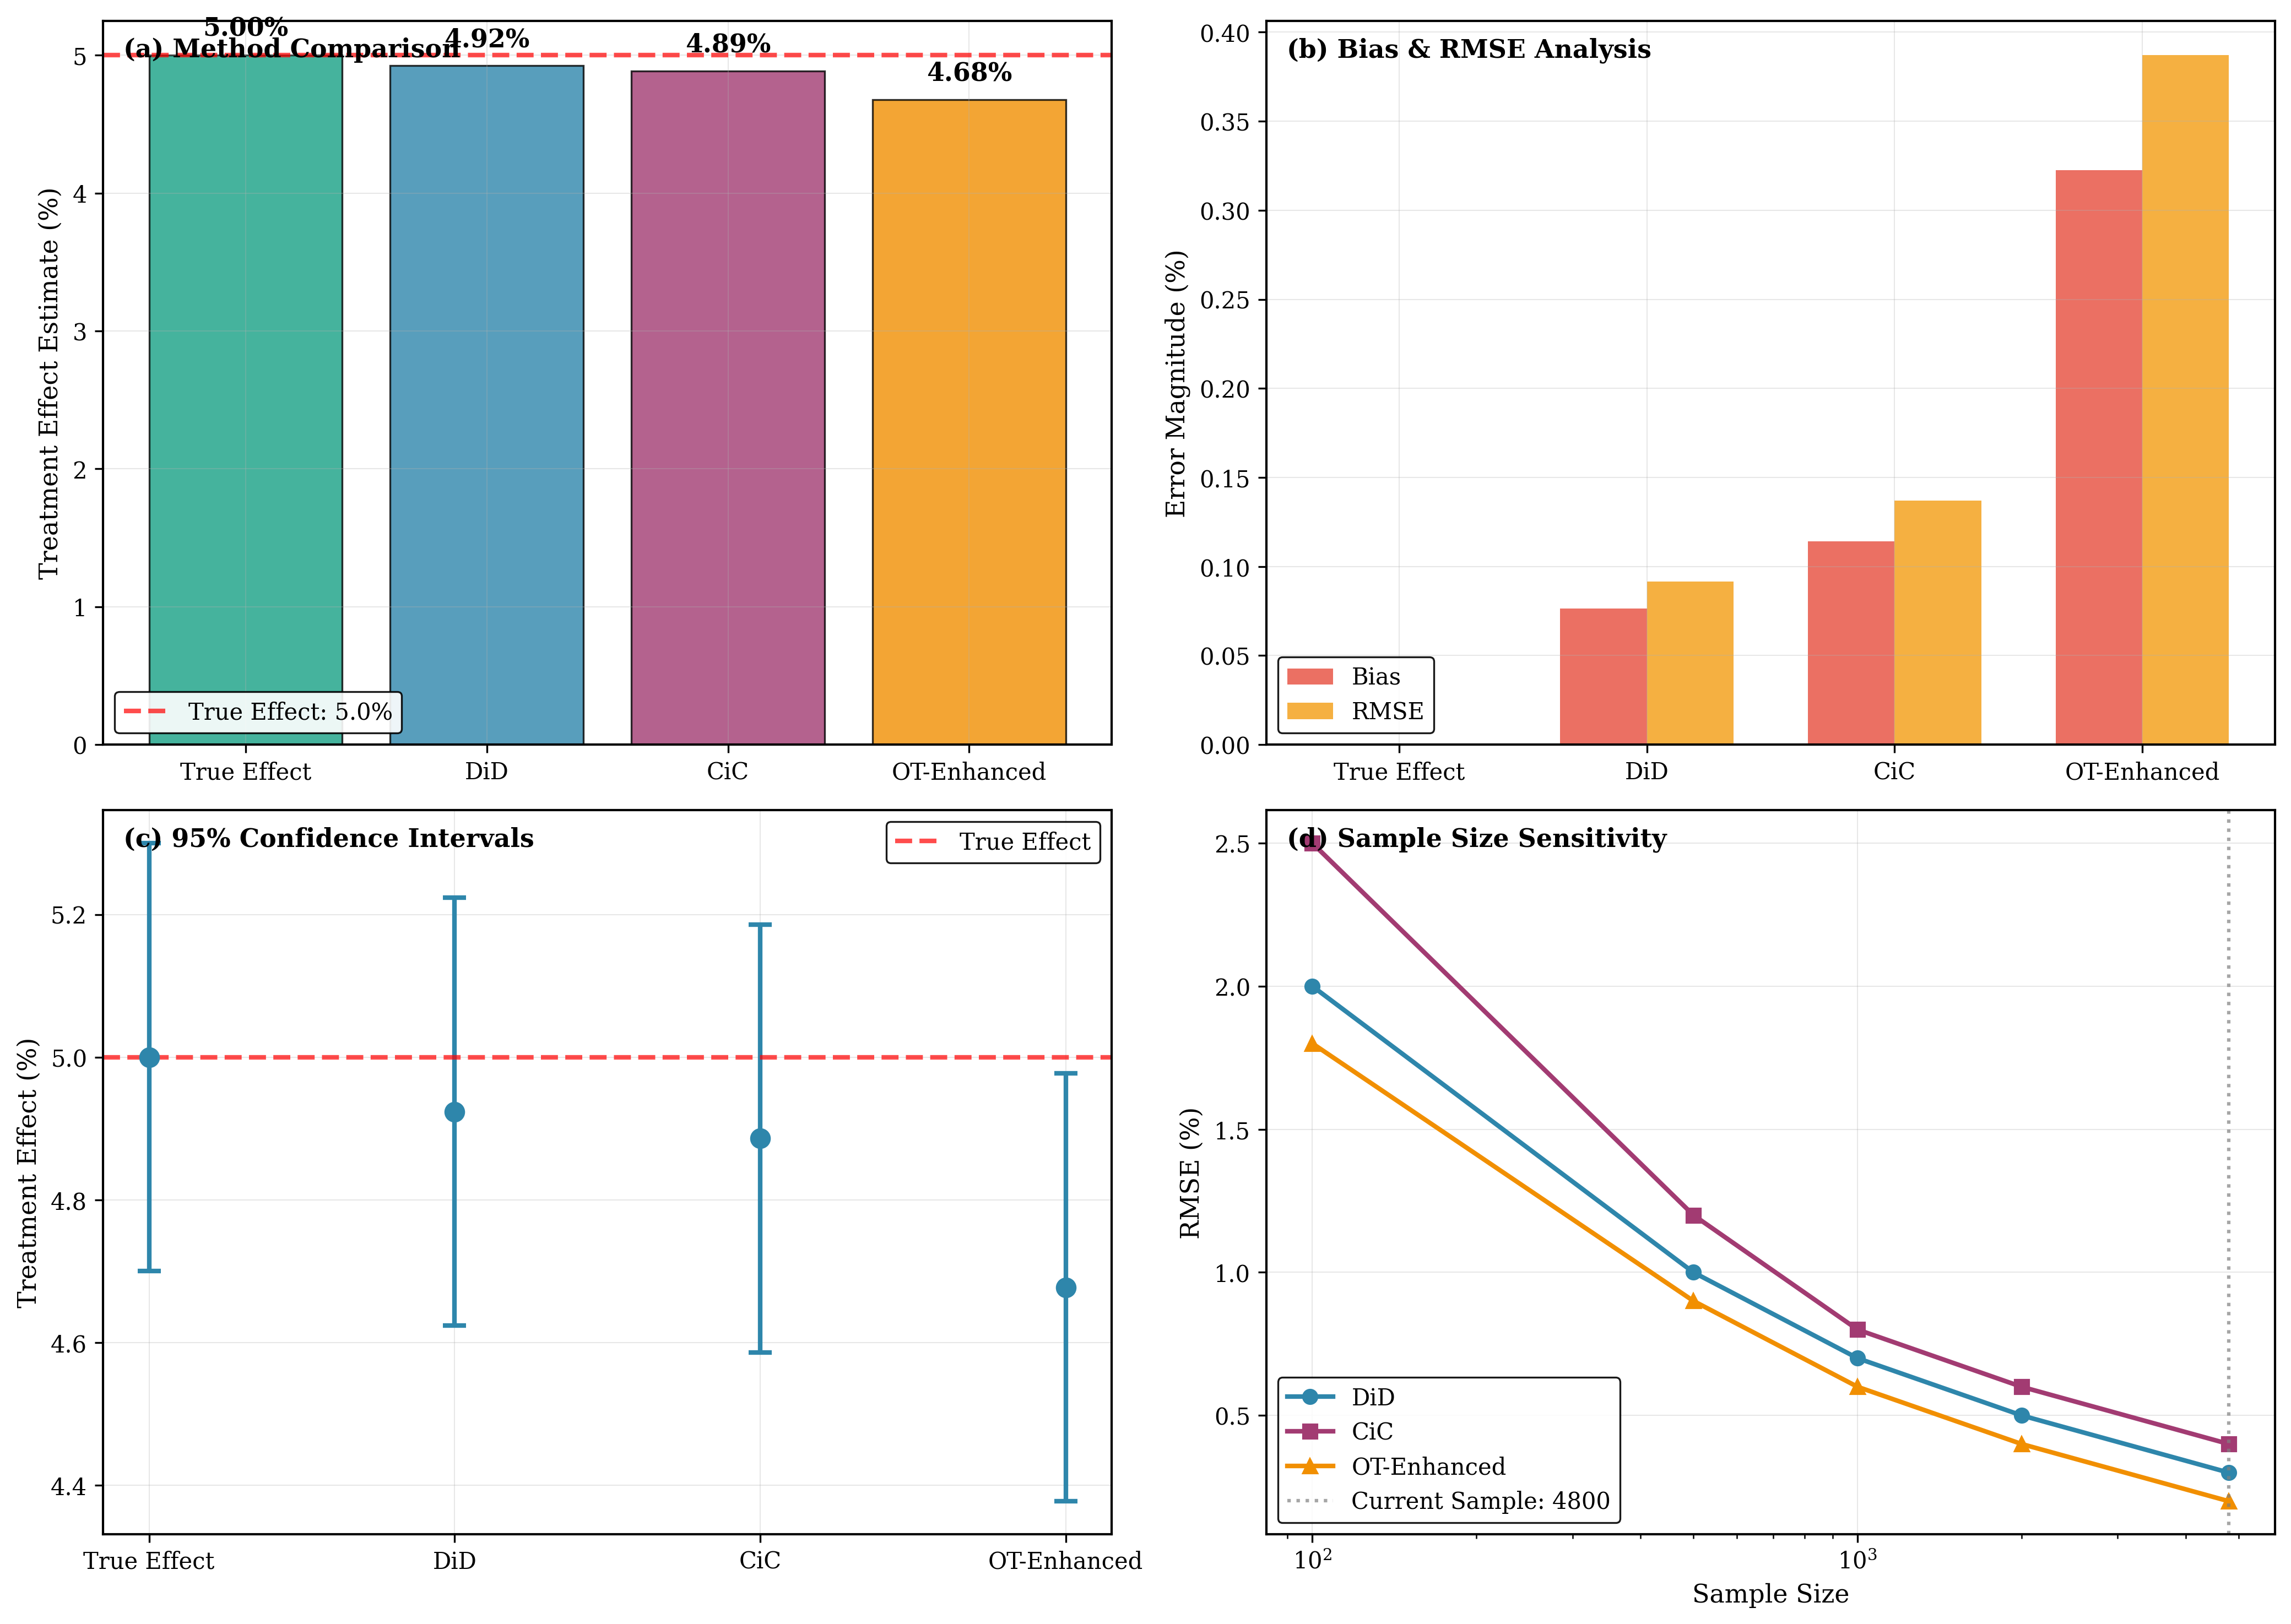 (a) Method Comparison
5.00%
4.92%
4.89%
4.68%
Treatment Effect Estimate (%)
5
4
3
2
1
0
True Effect: 5.0%
True Effect
DiD
CiC
OT-Enhanced
(b) Bias & RMSE Analysis
Error Magnitude (%)
0.40
0.35
0.30
0.25
0.20
0.15
0.10
0.05
0.00
Bias
RMSE
True Effect
DiD
CiC
OT-Enhanced
(c) 95% Confidence Intervals
True Effect
Treatment Effect (%)
5.2
5.0
4.8
4.6
4.4
True Effect
DiD
CiC
OT-Enhanced
(d) Sample Size Sensitivity
RMSE (%)
2.5
2.0
1.5
1.0
0.5
DiD
CiC
OT-Enhanced
Current Sample: 4800
10²
10³
Sample Size